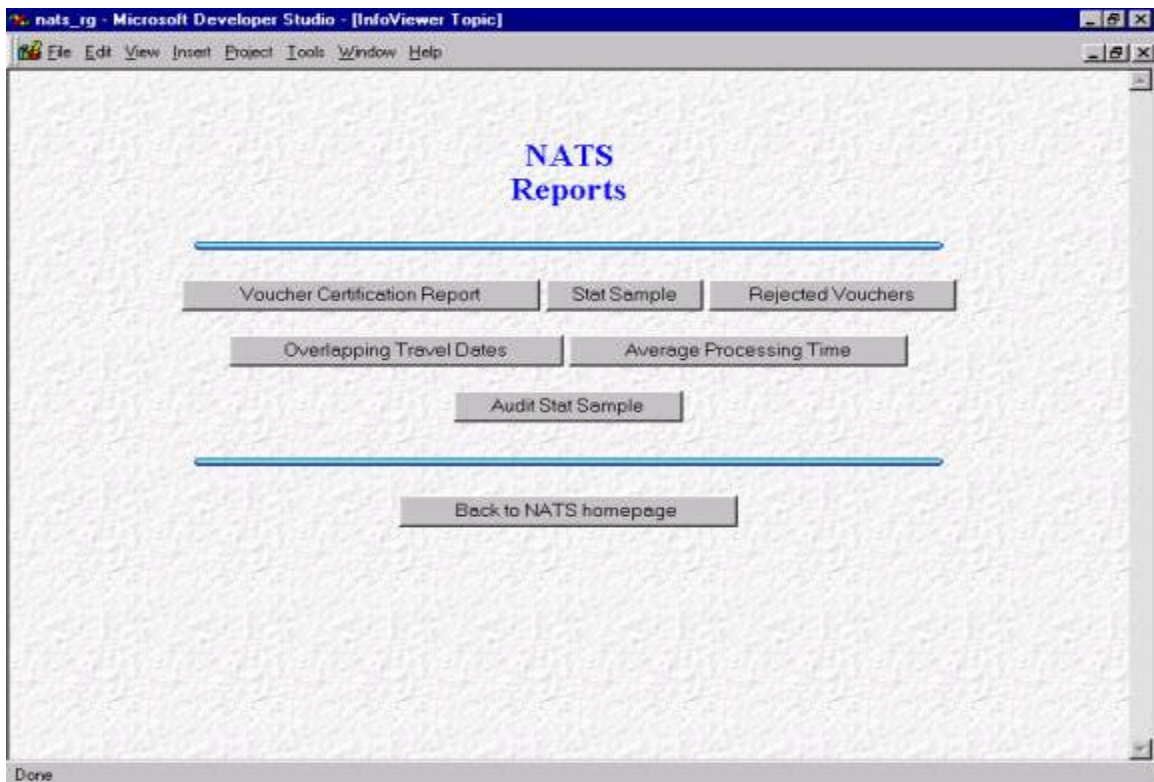 nats_rg - Microsoft Developer Studio - [InfoViewer Topic]
File Edit View Insert Project Tools Window Help
NATS
Reports
Voucher Certification Report Stat Sample Rejected Vouchers
Overlapping Travel Dates Average Processing Time
Audit Stat Sample
Back to NATS homepage
Done